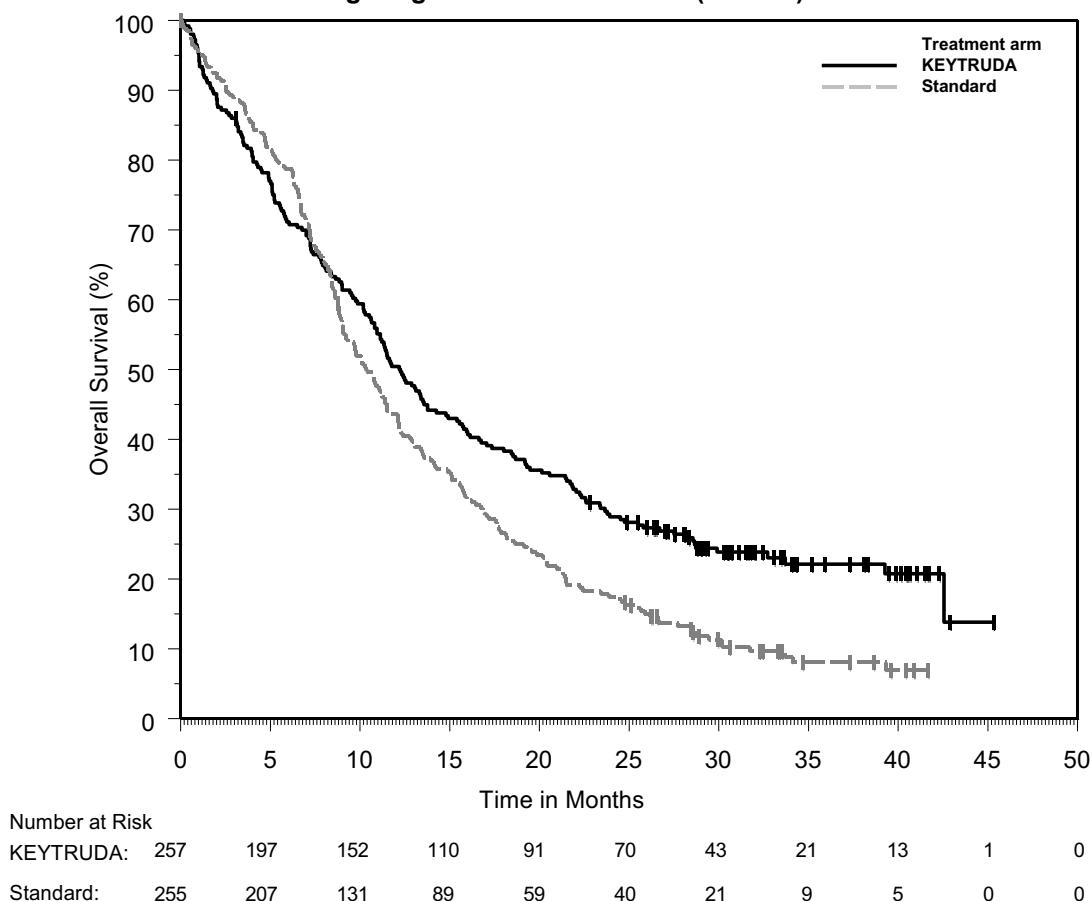 Treatment arm
KEYTRUDA
Standard
Overall Survival (%)
100
90
80
70
60
50
40
30
20
10
0
0 5 10 15 20 25 30 35 40 45 50
Time in Months
Number at Risk
KEYTRUDA: 257 197 152 110 91 70 43 21 13 1 0
Standard: 255 207 131 89 59 40 21 9 5 0 0